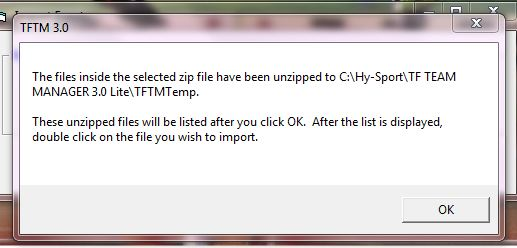 TFTM 3.0
The files inside the selected zip file have been unzipped to C:\Hy-Sport\TF TEAM
MANAGER 3.0 Lite\TFTMTemp.
These unzipped files will be listed after you click OK.  After the list is displayed,
double click on the file you wish to import.
OK